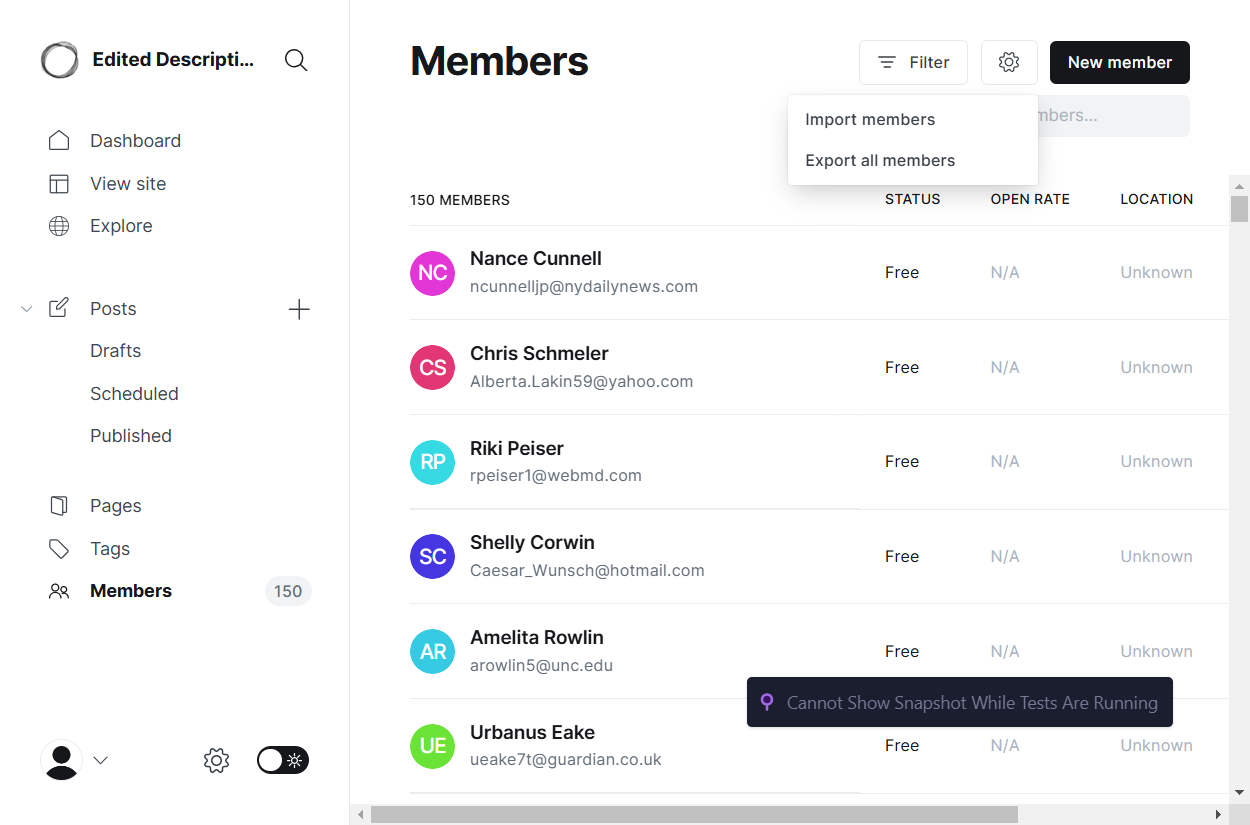 Edited Descripti...
Dashboard
View site
Explore
Posts
Drafts
Scheduled
Published
Pages
Tags
Members
150
Members
Filter
New member
Import members
Export all members
150 MEMBERS
STATUS
OPEN RATE
LOCATION
NC
Nance Cunnell
ncunnelljp@nydailynews.com
Free
N/A
Unknown
CS
Chris Schmeler
Alberta.Lakin59@yahoo.com
Free
N/A
Unknown
RP
Riki Peiser
rpeiser1@webmd.com
Free
N/A
Unknown
SC
Shelly Corwin
Caesar_Wunsch@hotmail.com
Free
N/A
Unknown
AR
Amelita Rowlin
arowlin5@unc.edu
Free
N/A
Unknown
Cannot Show Snapshot While Tests Are Running
UE
Urbanus Eake
ueake7t@guardian.co.uk
Free
N/A
Unknown